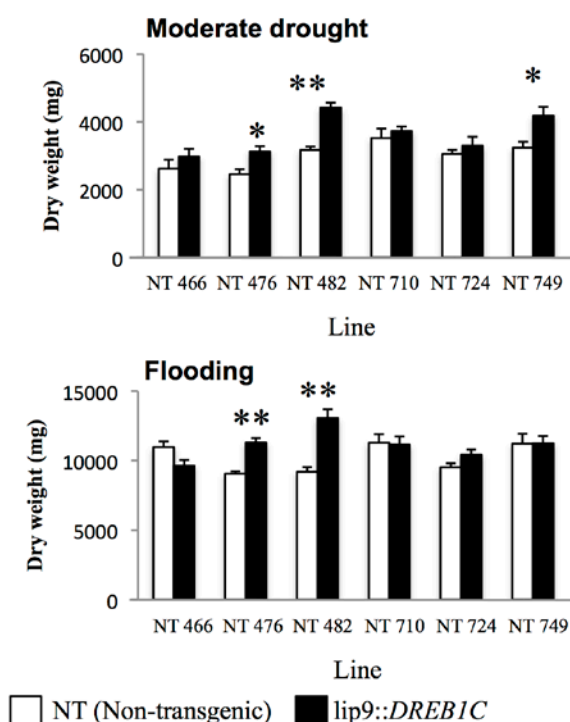 Moderate drought
Dry weight (mg)
6000
4000
2000
0
*
**
*
NT 466 NT 476 NT 482 NT 710 NT 724 NT 749
Line
Flooding
Dry weight (mg)
15000
10000
5000
0
**
**
NT 466 NT 476 NT 482 NT 710 NT 724 NT 749
Line
NT (Non-transgenic) lip9::DREB1C